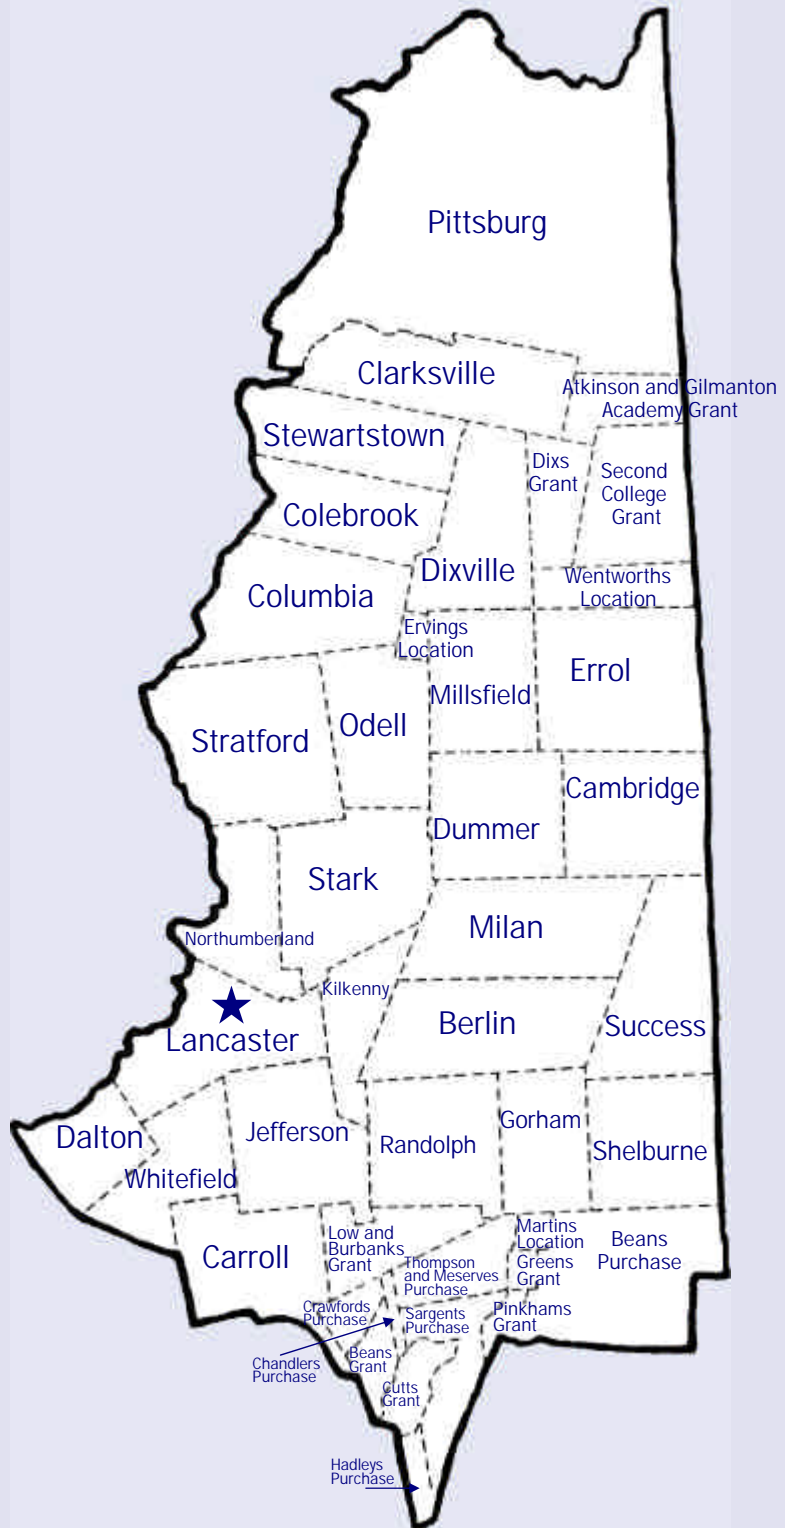 Pittsburg
Clarksville
Atkinson and Gilmanton
Academy Grant
Stewartstown
Dixs
Grant
Second
College
Grant
Colebrook
Dixville
Wentworths
Location
Columbia
Ervings
Location
Errol
Millsfield
Odell
Stratford
Cambridge
Dummer
Stark
Milan
Northumberland
Kilkenny
Berlin
Success
Lancaster
Gorham
Jefferson
Dalton
Randolph
Shelburne
Whitefield
Martins
Location
Low and
Burbanks
Grant
Beans
Purchase
Carroll
Thompson
and Meserves
Purchase
Greens
Grant
Crawfords
Purchase
Sargents
Purchase
Pinkhams
Grant
Chandlers
Purchase
Beans
Grant
Cutts
Grant
Hadleys
Purchase